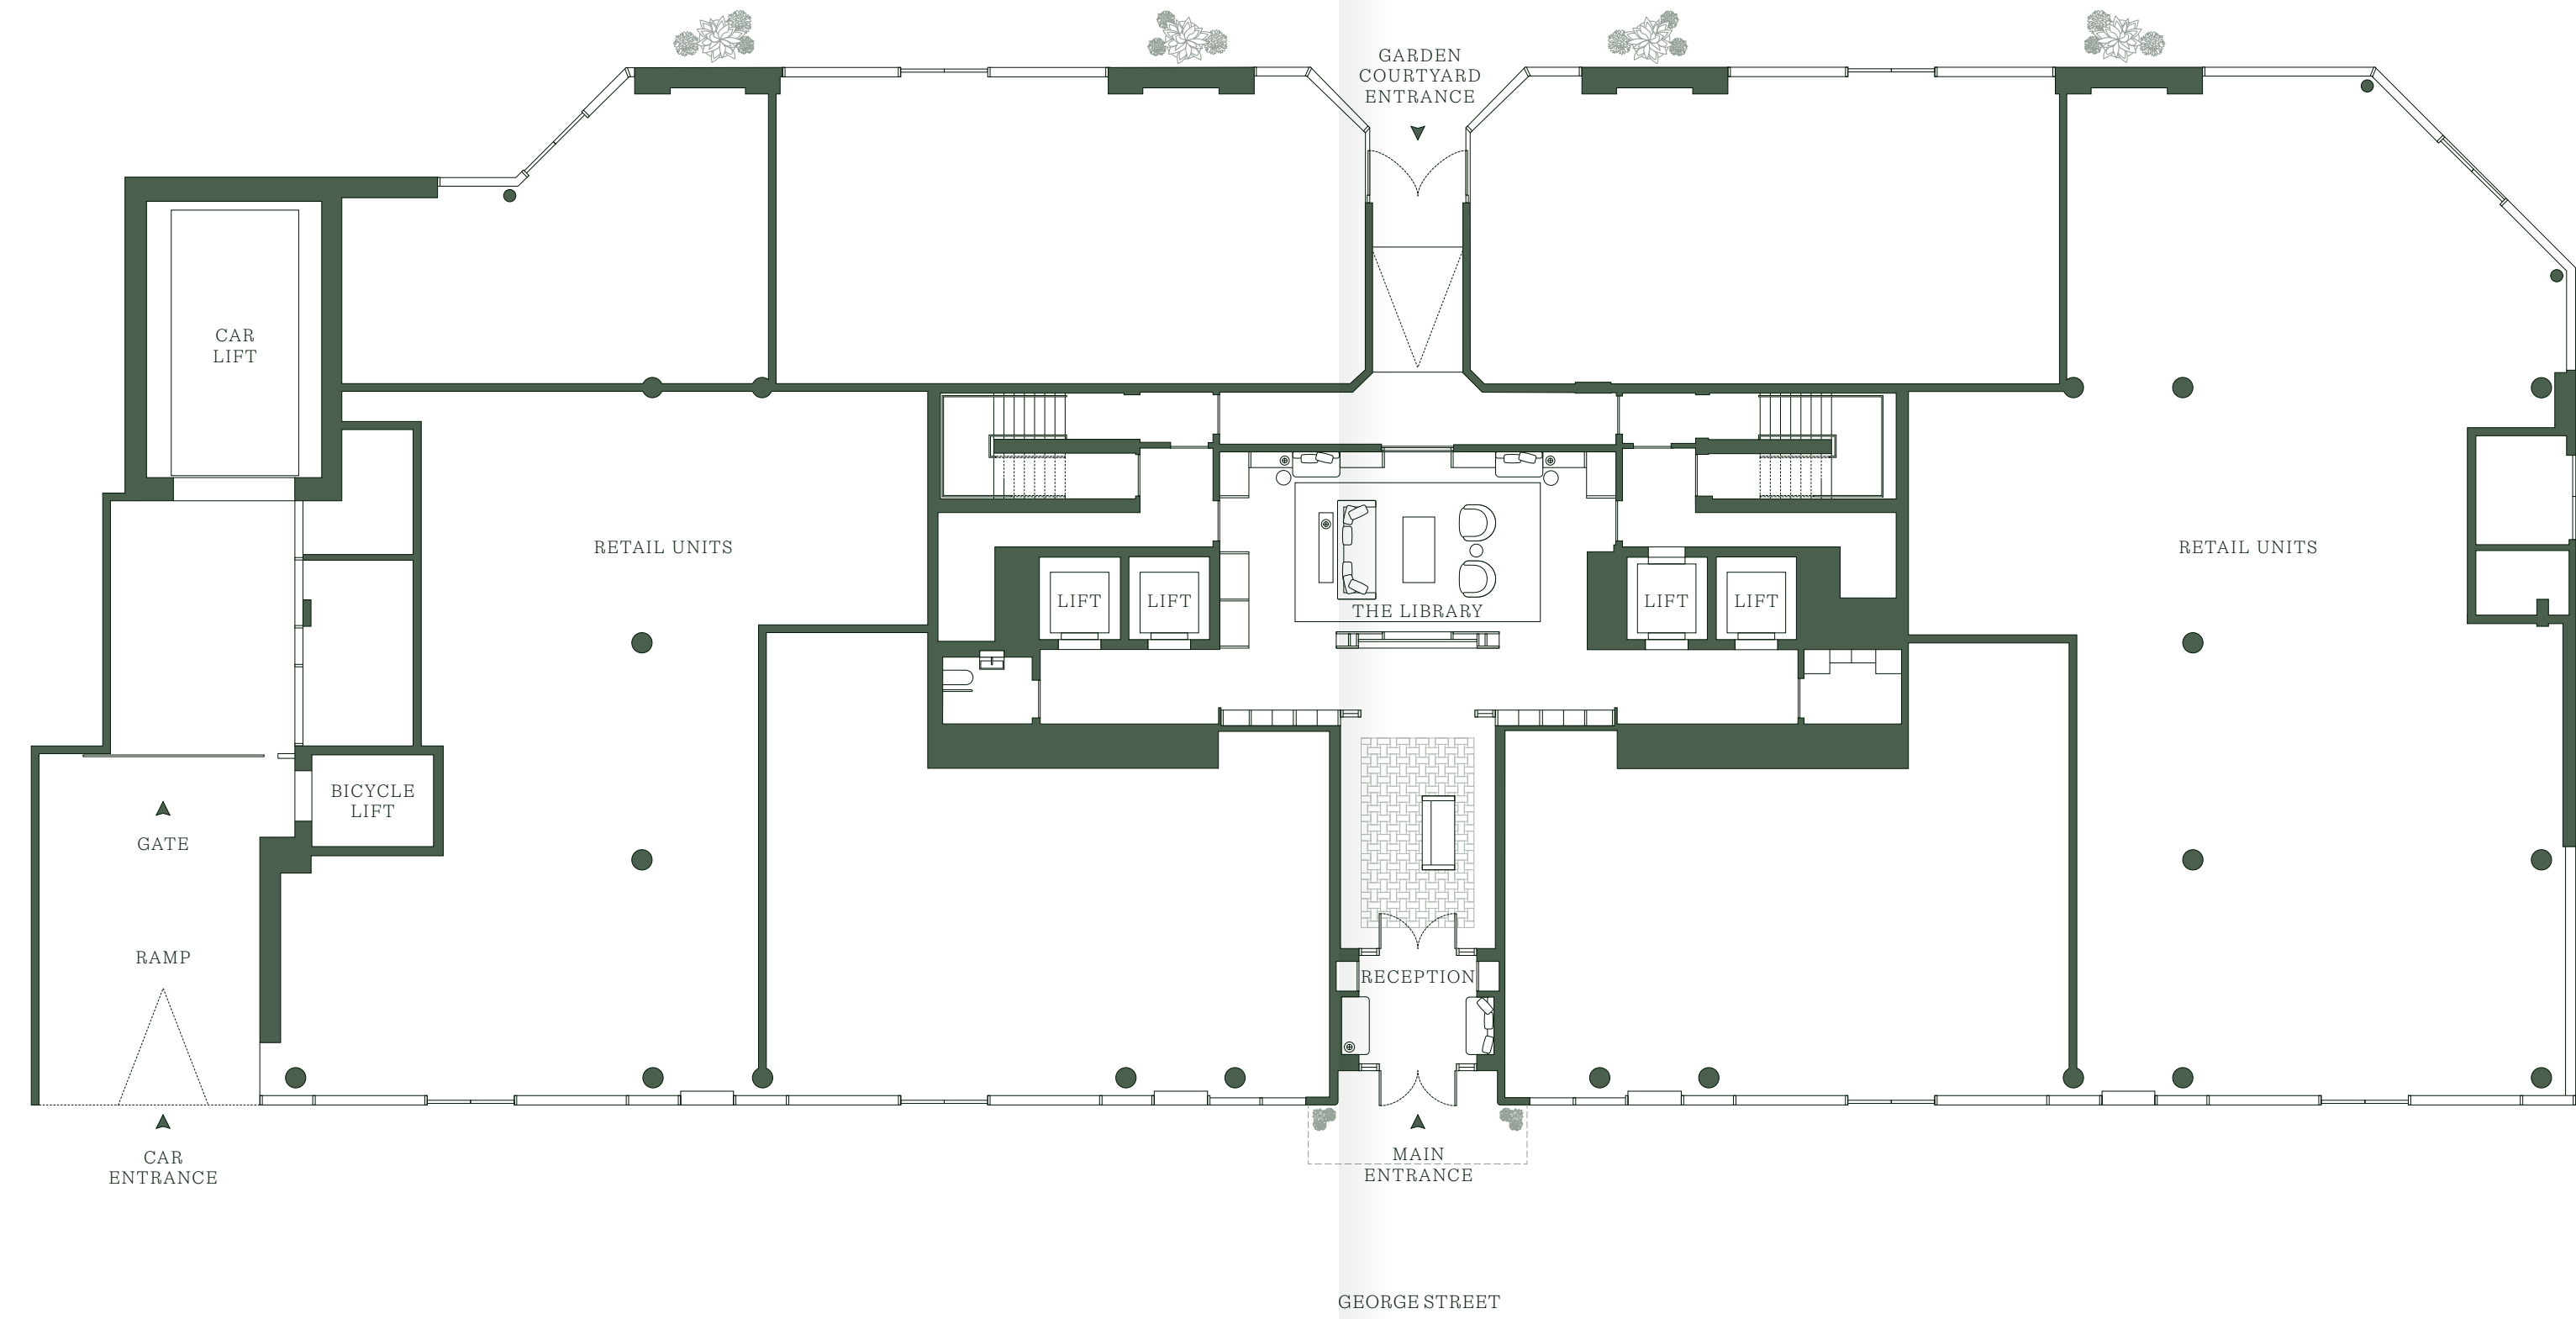 GARDEN
COURTYARD
ENTRANCE
CAR
LIFT
RETAIL UNITS
RETAIL UNITS
LIFT
LIFT
THE LIBRARY
LIFT
LIFT
BICYCLE
LIFT
GATE
RAMP
RECEPTION
CAR
ENTRANCE
MAIN
ENTRANCE
GEORGE STREET